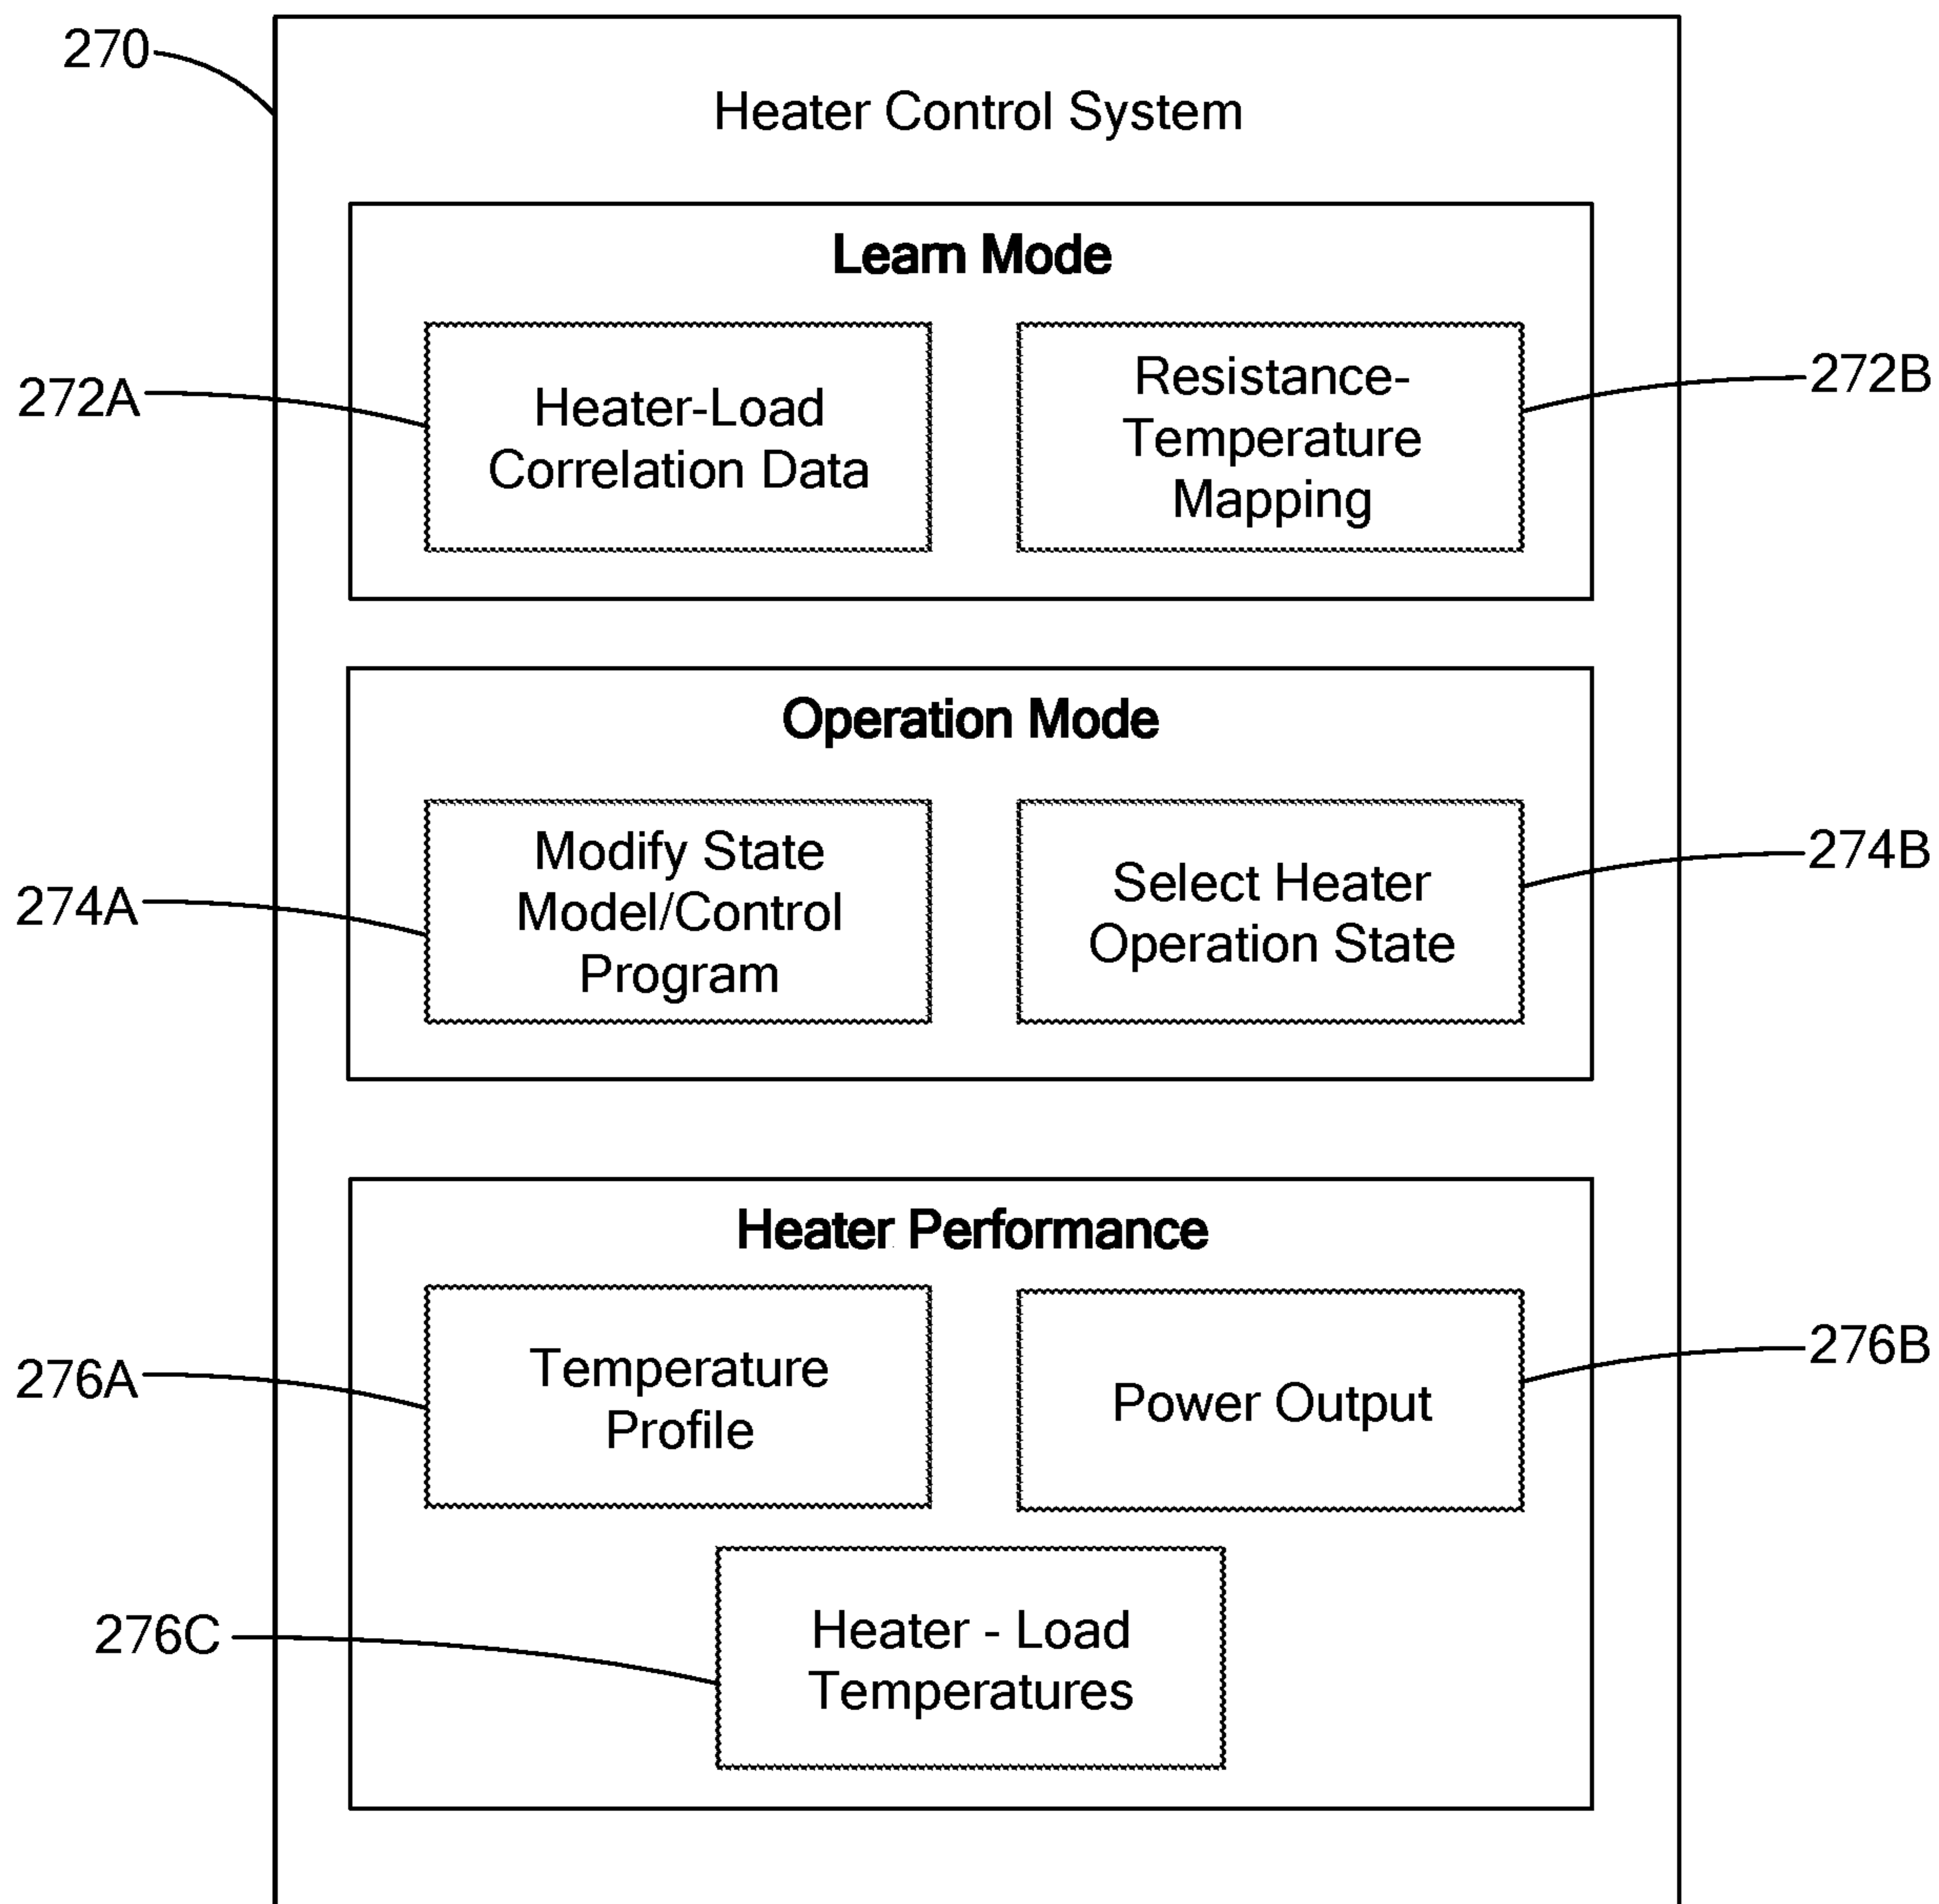 270
Heater Control System
Learn Mode
272A
Heater-Load
Correlation Data
Resistance-
Temperature
Mapping
272B
Operation Mode
274A
Modify State
Model/Control
Program
Select Heater
Operation State
274B
Heater Performance
276A
Temperature
Profile
Power Output
276B
276C
Heater - Load
Temperatures